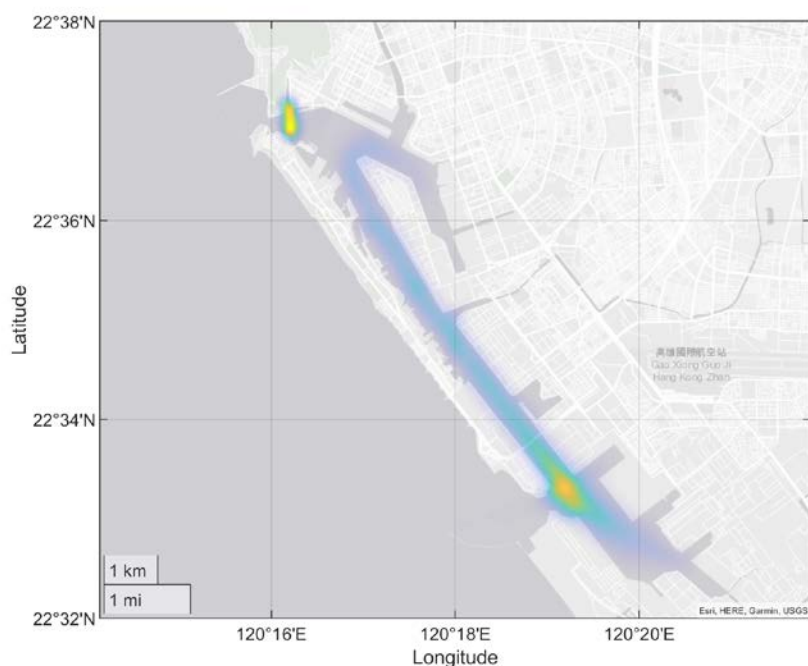 22°38'N
22°36'N
22°34'N
22°32'N
Latitude
高雄國際航空站
Gao Xiong Guo Ji
Hang Kong Zhan
1 km
1 mi
Esri, HERE, Garmin, USGS
120°16'E
120°18'E
120°20'E
Longitude